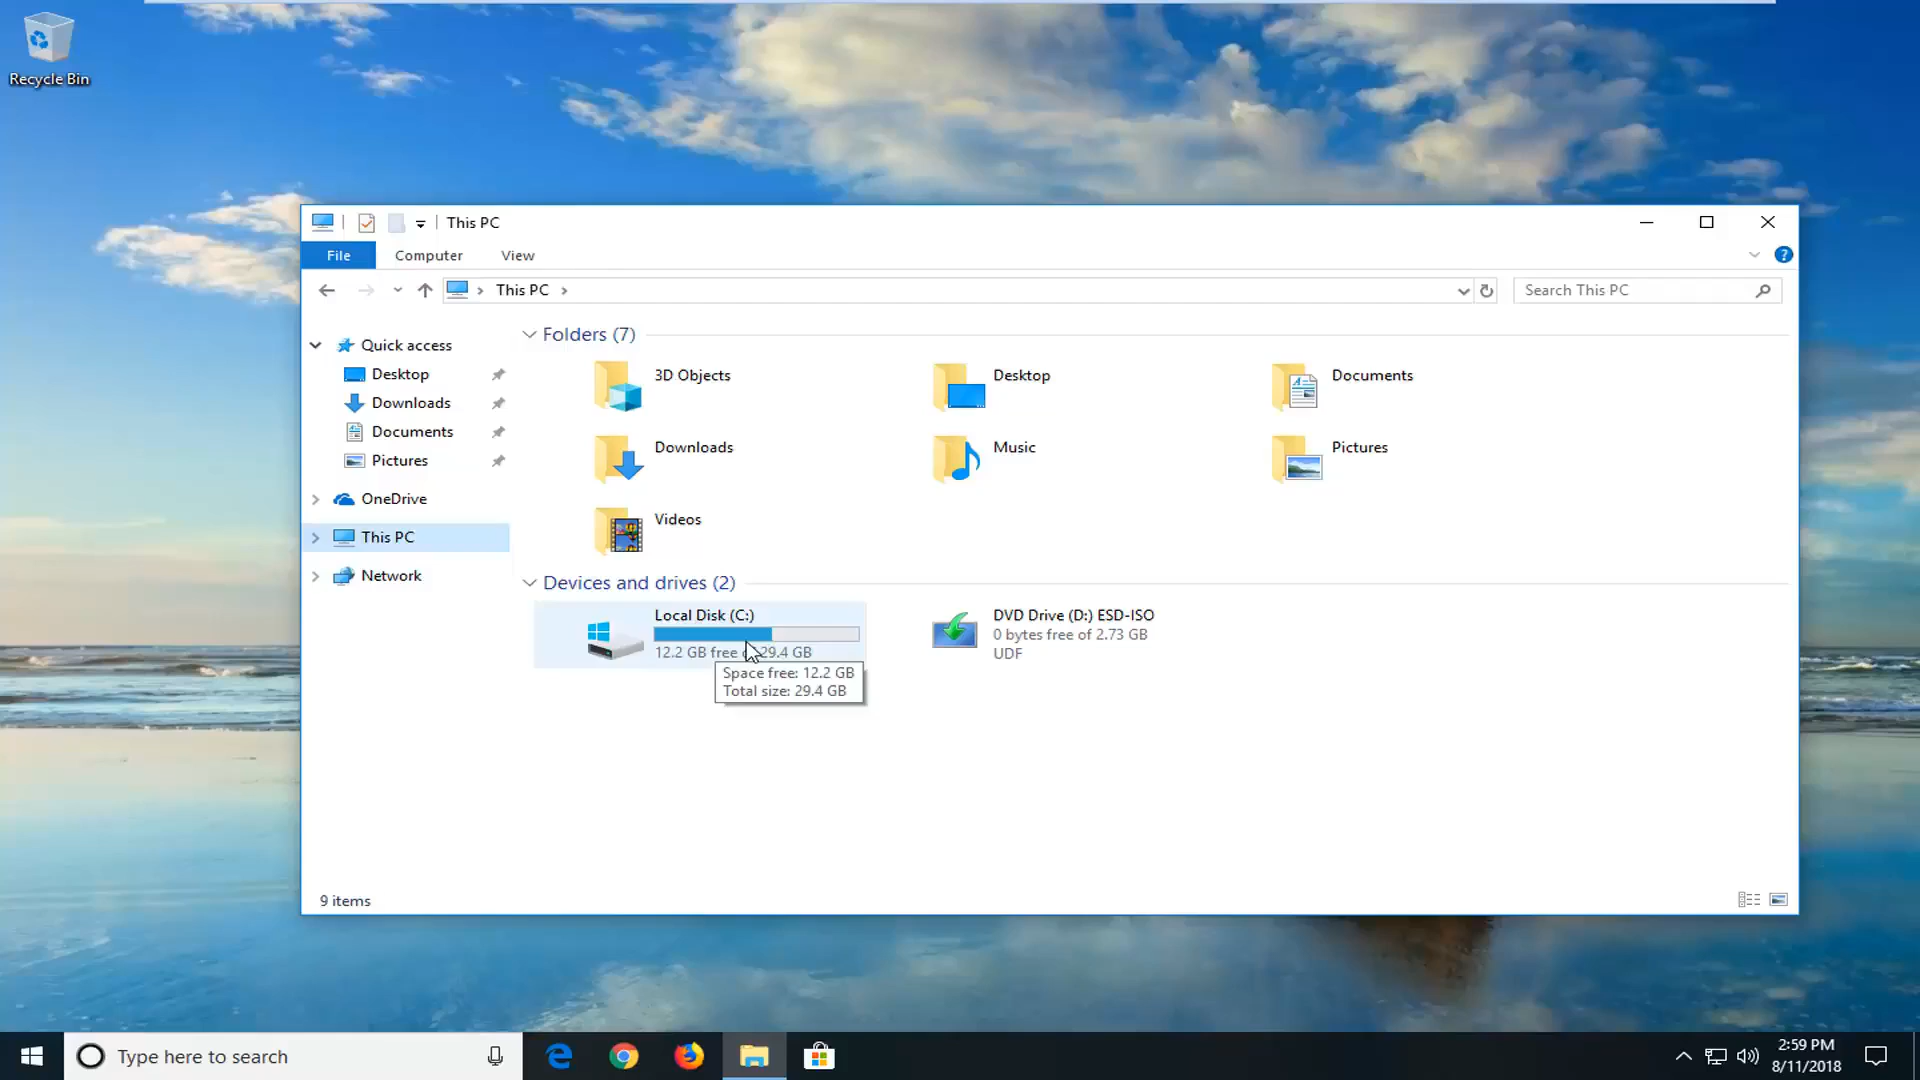 Recycle Bin
This PC
File Computer View
This PC
Search This PC
Quick access
Desktop
Downloads
Documents
Pictures
OneDrive
This PC
Network
Folders (7)
3D Objects
Desktop
Documents
Downloads
Music
Pictures
Videos
Devices and drives (2)
Local Disk (C:)
12.2 GB free 29.4 GB
Space free: 12.2 GB
Total size: 29.4 GB
DVD Drive (D:) ESD-ISO
0 bytes free of 2.73 GB
UDF
9 items
Type here to search
2:59 PM
8/11/2018